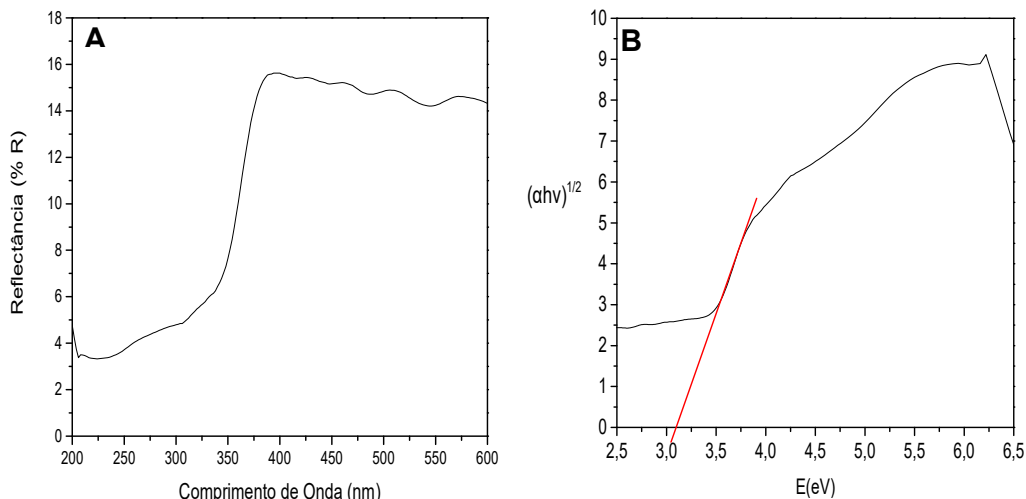 A
18
16
14
12
10
8
6
4
2
0
Reflectância (% R)
200 250 300 350 400 450 500 550 600
Comprimento de Onda (nm)
B
10
9
8
7
6
5
4
3
2
1
0
(αhv)1/2
2,5 3,0 3,5 4,0 4,5 5,0 5,5 6,0 6,5
E(eV)